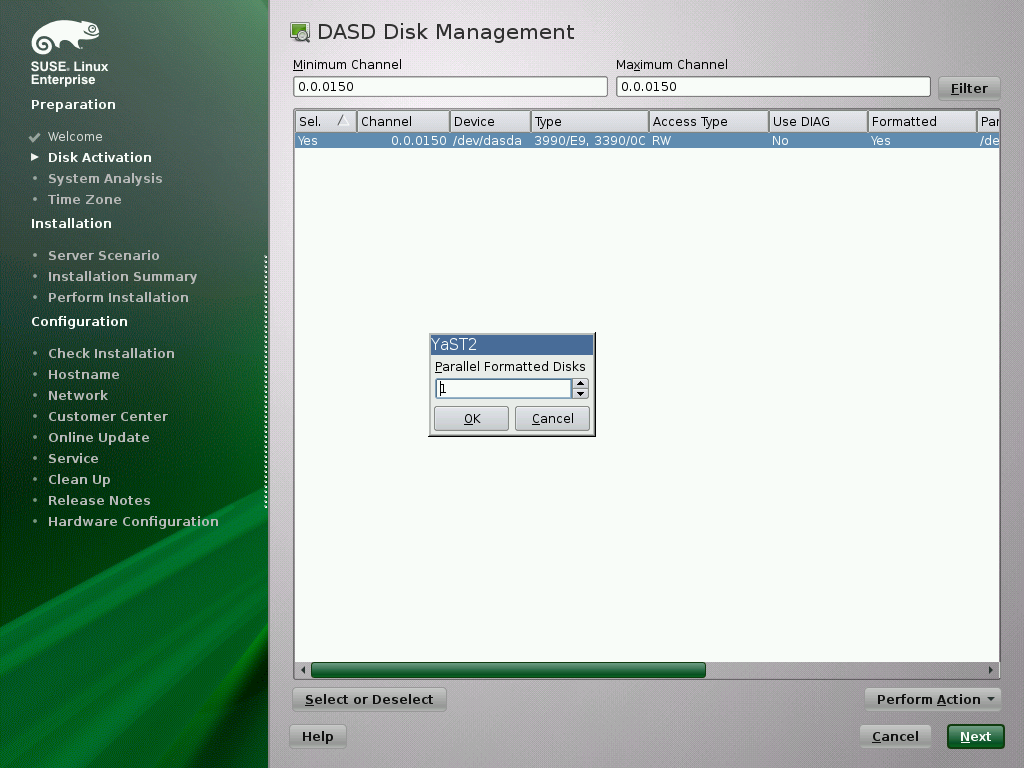 SUSE. Linux
Enterprise
Preparation
Welcome
Disk Activation
System Analysis
Time Zone
Installation
Server Scenario
Installation Summary
Perform Installation
Configuration
Check Installation
Hostname
Network
Customer Center
Online Update
Service
Clean Up
Release Notes
Hardware Configuration
DASD Disk Management
Minimum Channel Maximum Channel
0.0.0150 0.0.0150 Filter
Sel. Channel Device Type Access Type Use DIAG Formatted Par
Yes 0.0.0150 /dev/dasda 3990/E9, 3390/0C RW No Yes /de
YaST2
Parallel Formatted Disks
1
OK Cancel
Select or Deselect Perform Action
Help Cancel Next